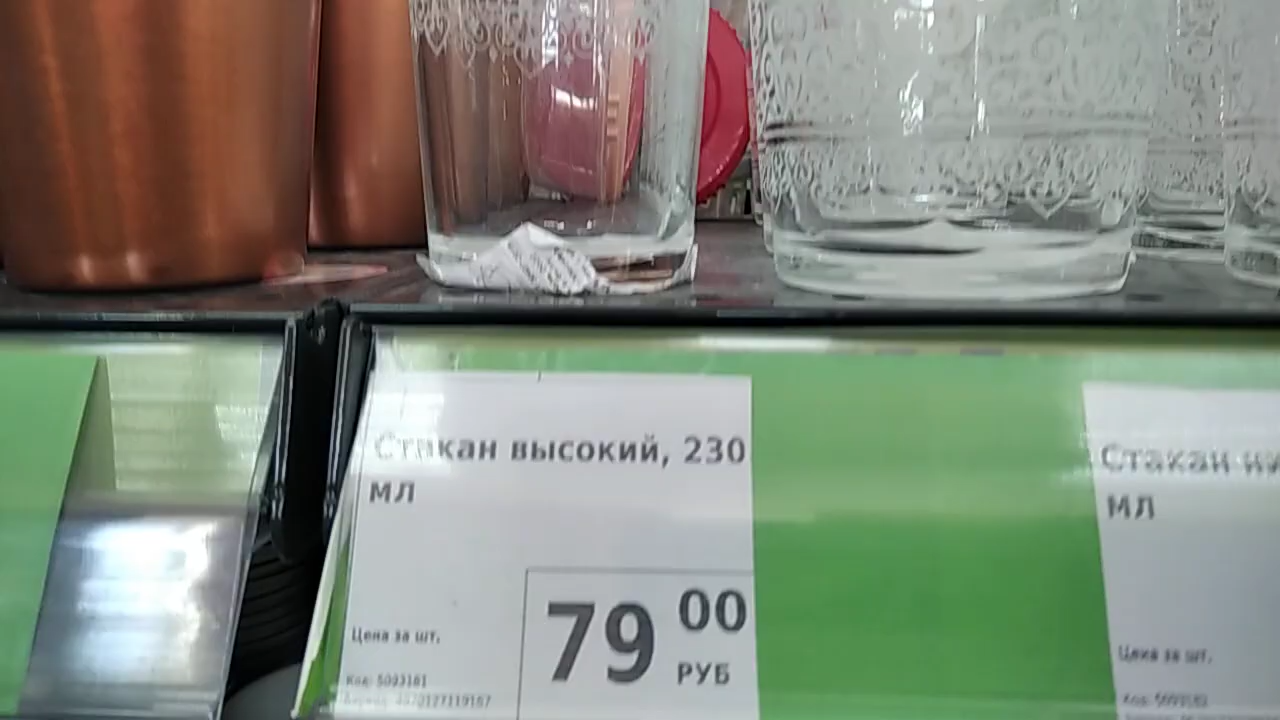 Стакан высокий, 230
мл
79 00
РУБ
Цена за шт.
Код: 5093181
Стакан
мл
Цена за шт.